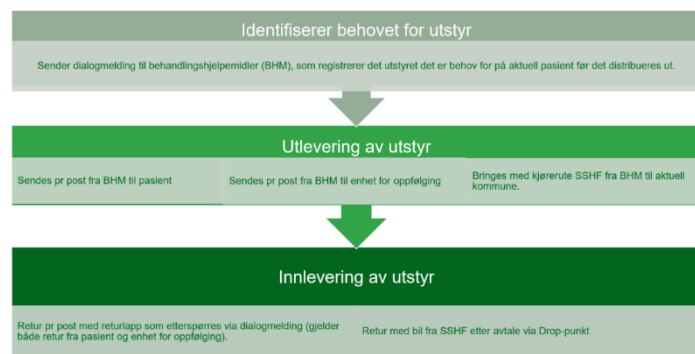 Identifiserer behovet for utstyr
Sender dialogmelding til behandlingshjelpemidler (BHM), som registrerer det utstyret det er behov for på aktuell pasient før det distribueres ut.
Utlevering av utstyr
Sendes pr post fra BHM til pasient
Sendes pr post fra BHM til enhet for oppfølging
Bringes med kjørerute SSHF fra BHM til aktuell
kommune.
Innlevering av utstyr
Retur pr post med returlapp som etterspørres via dialogmelding (gjelder
både retur fra pasient og enhet for oppfølging).
Retur med bil fra SSHF etter avtale via Drop-punkt